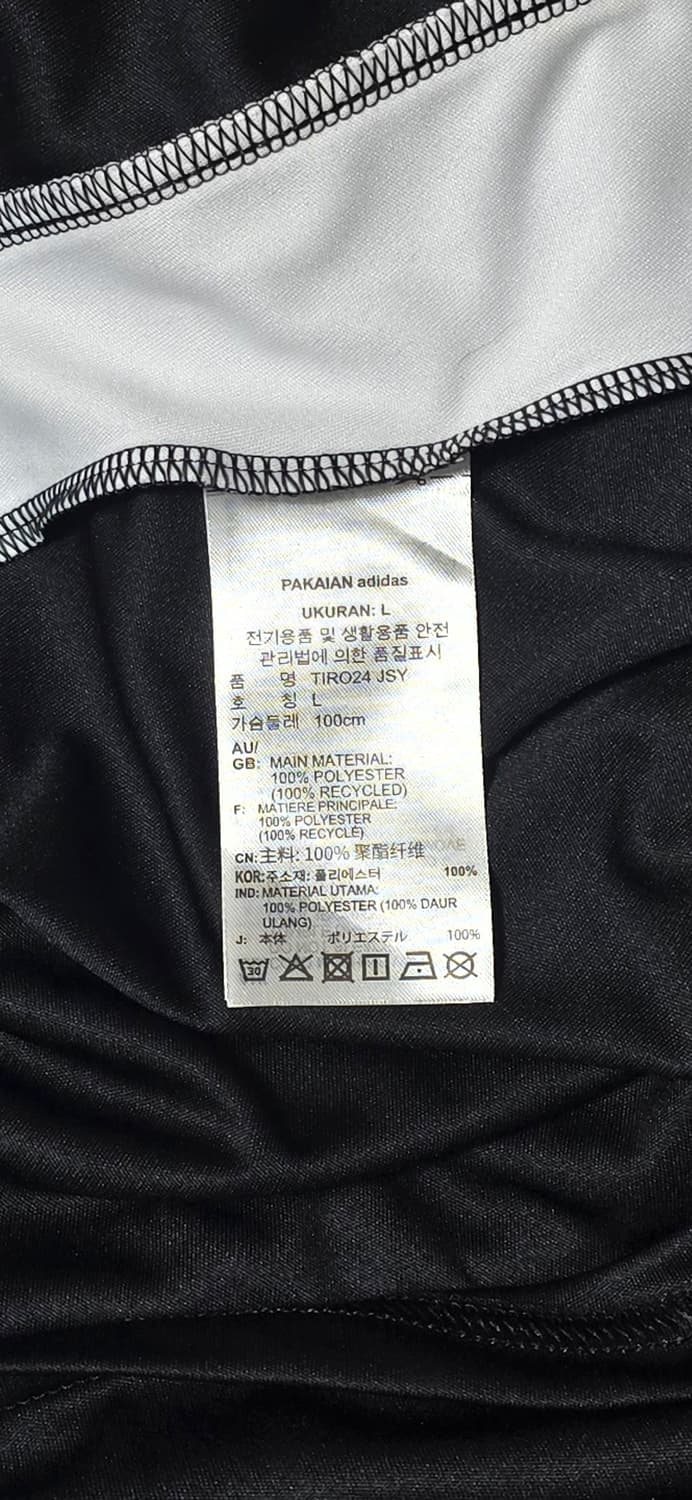 PAKAIAN adidas
UKURAN: L
전기용품 및 생활용품 안전
관리법에 의한 품질표시
품 명 TIRO24 JSY
호 칭 L
가슴둘레 100cm
AU/
GB: MAIN MATERIAL:
100% POLYESTER
(100% RECYCLED)
F: MATIERE PRINCIPALE:
100% POLYESTER
(100% RECYCLÉ)
CN:主料: 100% 聚酯纤维
KOR:주소재: 폴리에스터 100%
IND: MATERIAL UTAMA:
100% POLYESTER (100% DAUR
ULANG)
J: 本体 ポリエステル 100%
30